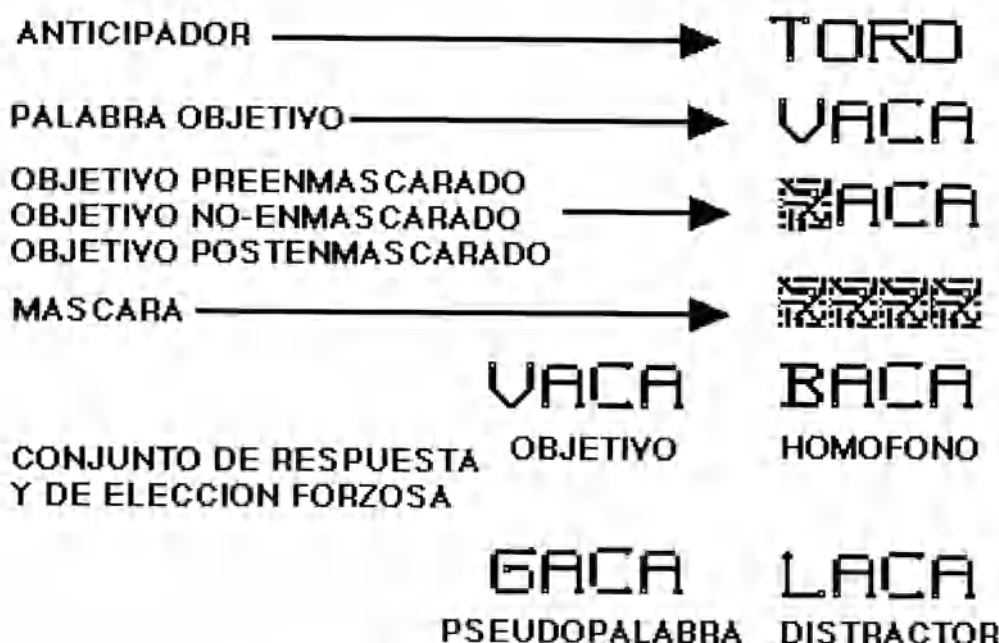 ANTICIPADOR TORO
PALABRA OBJETIVO VACA
OBJETIVO PREENMASCARADO
OBJETIVO NO-ENMASCARADO ACA
OBJETIVO POSTENMASCARADO
MASCARA
VACA BACA
OBJETIVO HOMOFONO
CONJUNTO DE RESPUESTA
Y DE ELECCION FORZOSA
GACA LACA
PSEUDOPALABRA DISTRACTOR